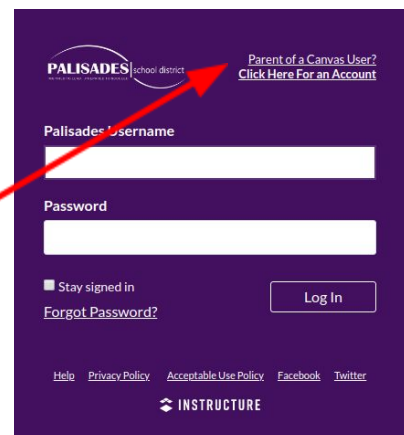 PALISADES school district
Parent of a Canvas User?
Click Here For an Account
Palisades Username
Password
Stay signed in
Log In
Forgot Password?
Help Privacy Policy Acceptable Use Policy Facebook Twitter
INSTRUCTURE